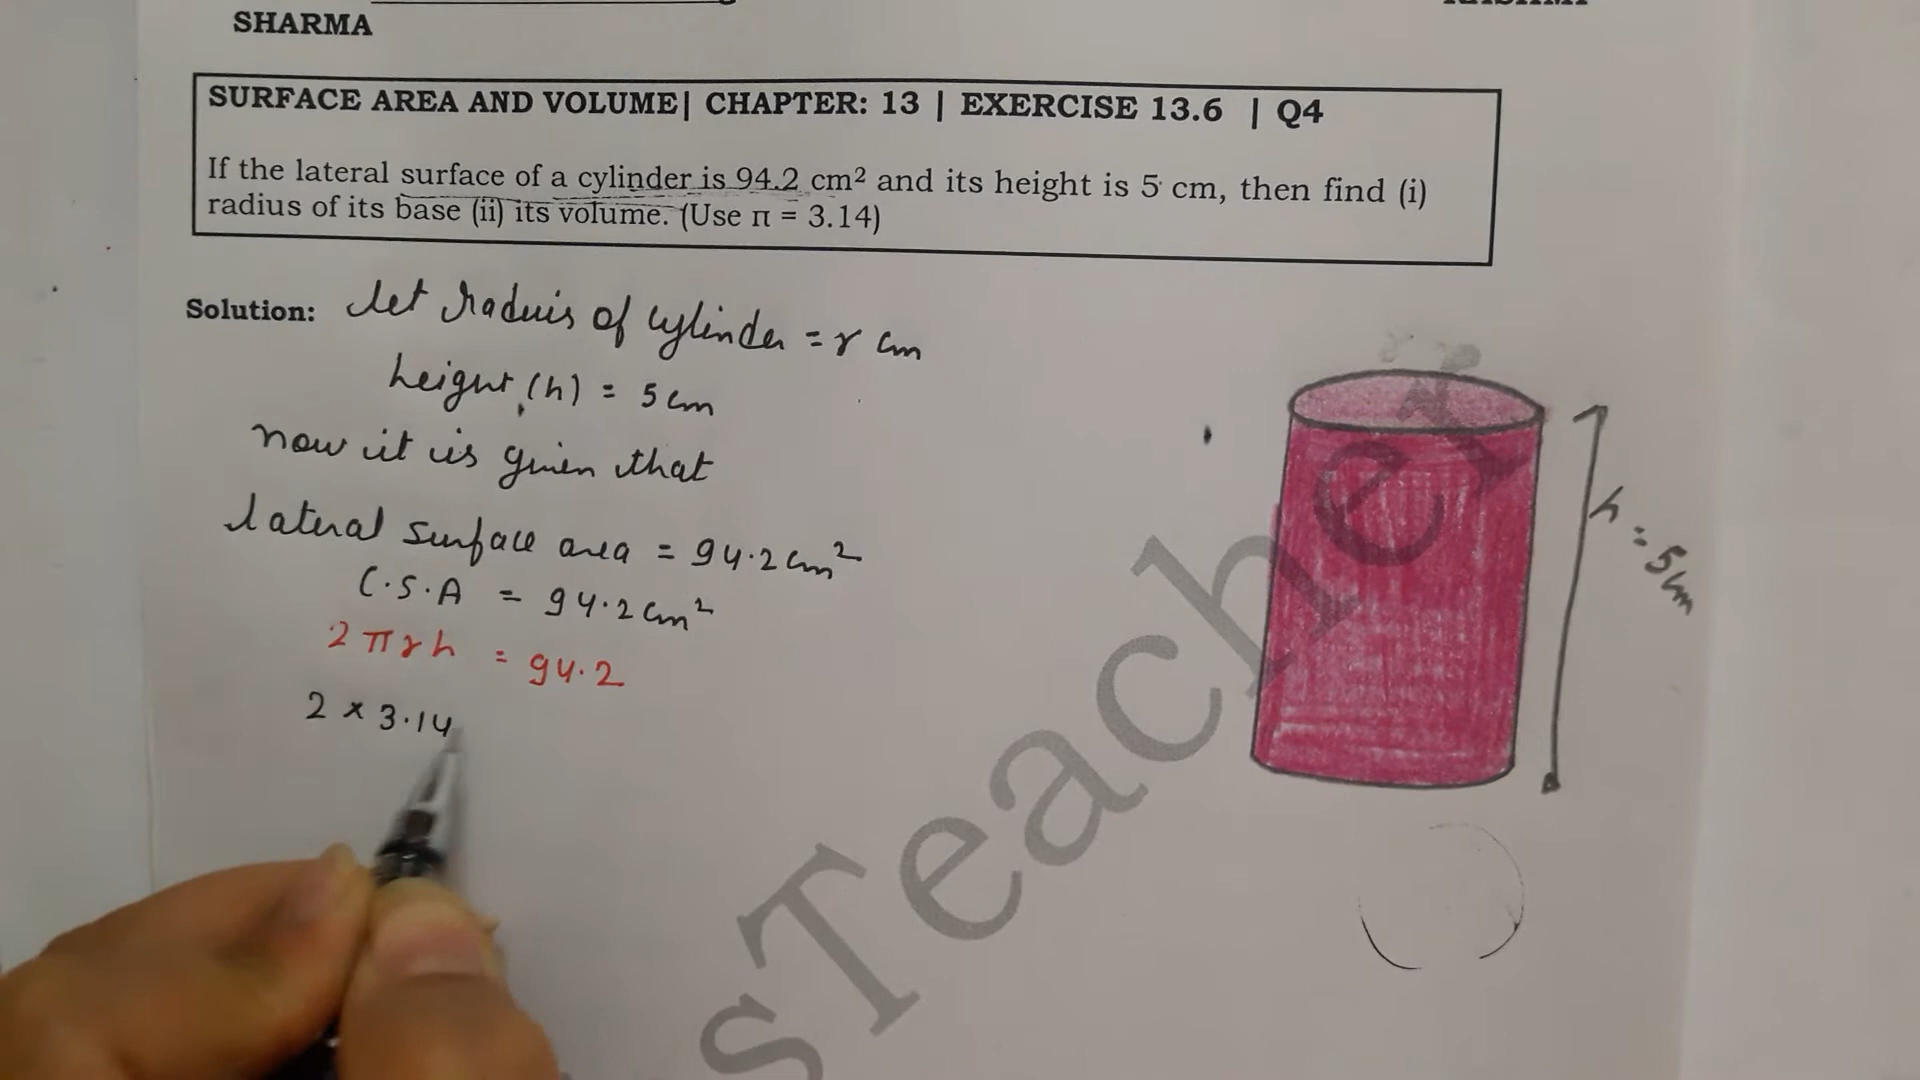 SHARMA
SURFACE AREA AND VOLUME| CHAPTER: 13 | EXERCISE 13.6 | Q4
If the lateral surface of a cylinder is 94.2 cm² and its height is 5 cm, then find (i)
radius of its base (ii) its volume. (Use π = 3.14)
Solution: let raduis of cylinder = r cm
height (h) = 5 cm
now it is given that
lateral surface area = 94.2 cm²
C.S.A = 94.2 cm²
2πrh = 94.2
2 × 3.14
h = 5cm
sTeacher